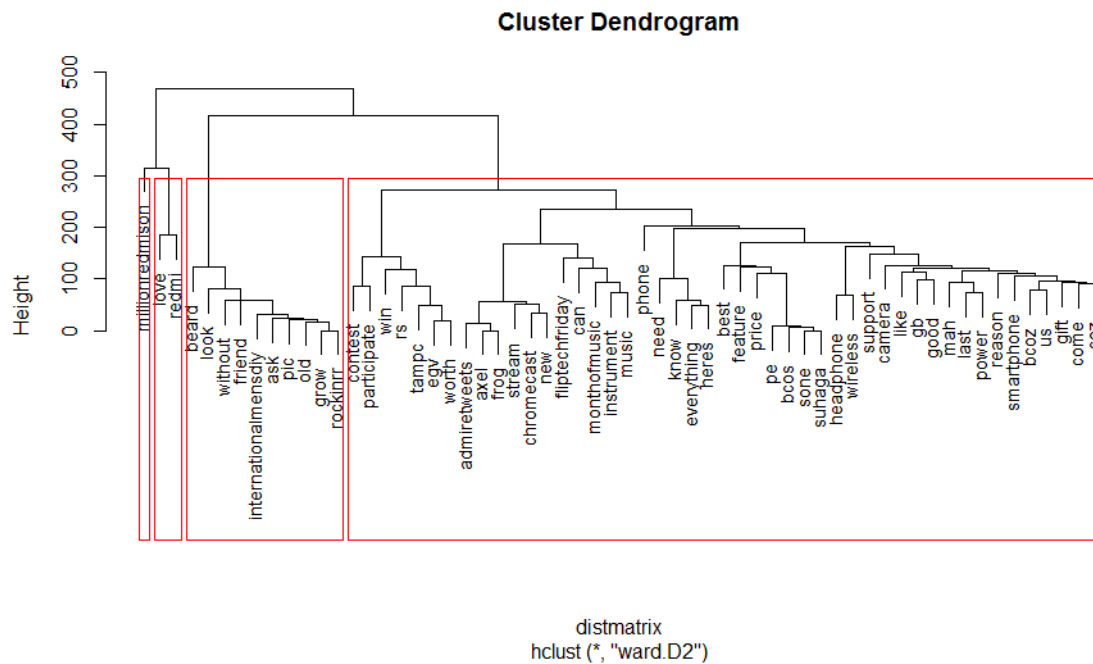 Cluster Dendrogram
Height
500
400
300
200
100
0
millionredmison
love
redmi
beard
look
without
friend
internationalmensdly
ask
pic
old
grow
rockinrr
contest
participate
win
rs
tampc
egv
worth
admiretweets
axel
frog
stream
chromecast
new
fliptechfriday
can
monthofmusic
instrument
music
phone
need
know
everything
heres
best
feature
price
pe
bcos
sone
suhaga
headphone
wireless
support
camera
like
gb
good
mah
last
power
reason
smartphone
bcoz
us
gift
come
distmatrix
hclust (*, "ward.D2")